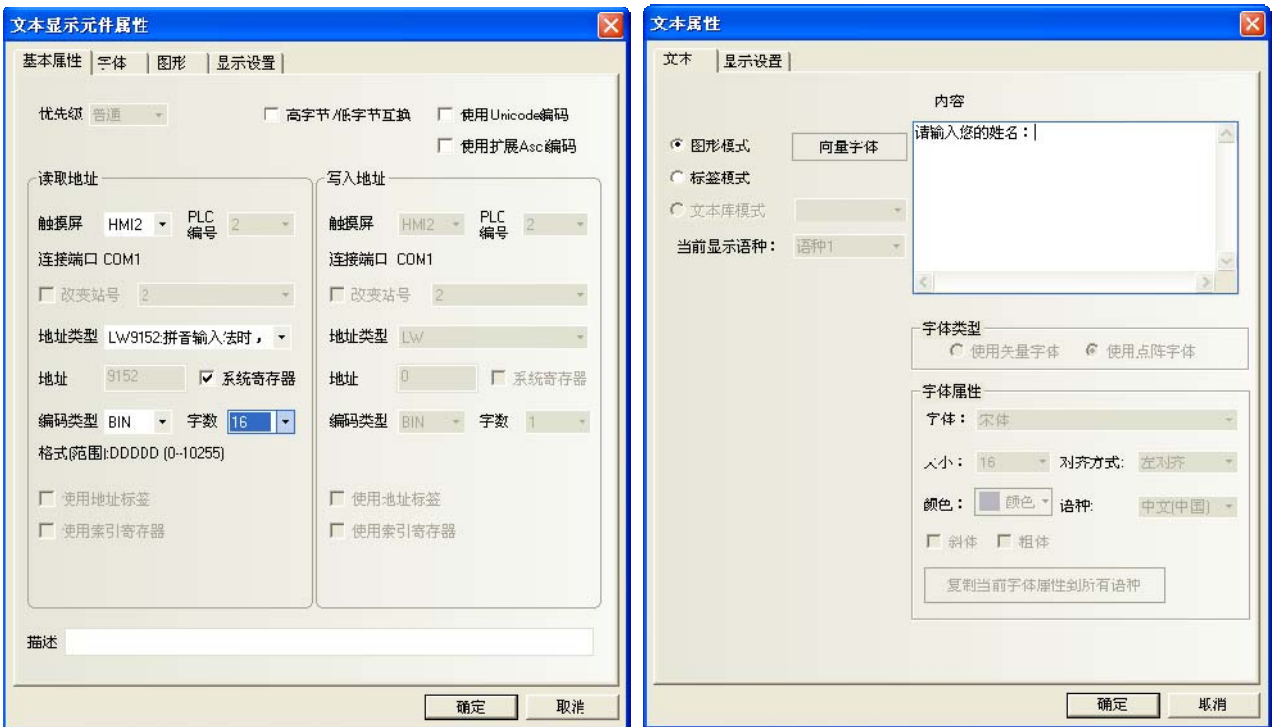 文本显示元件属性
基本属性 字体 图形 显示设置
优先级 普通 高字节/低字节互换 使用Unicode编码
使用扩展Ascii编码
读取地址
触摸屏 HMI2 PLC编号 2
连接端口 COM1
改变站号 2
地址类型 LW9152:拼音输入法时,
地址 9152 系统寄存器
编码类型 BIN 字数 16
格式(范围):DDDDD (0--10255)
使用地址标签
使用索引寄存器
写入地址
触摸屏 HMI2 PLC编号 2
连接端口 COM1
改变站号 2
地址类型 LW
地址 0 系统寄存器
编码类型 BIN 字数 1
使用地址标签
使用索引寄存器
描述
确定 取消
文本属性
文本 显示设置
图形模式 向量字体
标签模式
文本库模式
当前显示语种: 语种1
内容
请输入您的姓名:
字体类型
使用矢量字体 使用点阵字体
字体属性
字体: 宋体
大小: 16 对齐方式: 左对齐
颜色: 颜色 语种: 中文(中国)
斜体 粗体
复制当前字体属性到所有语种
确定 取消